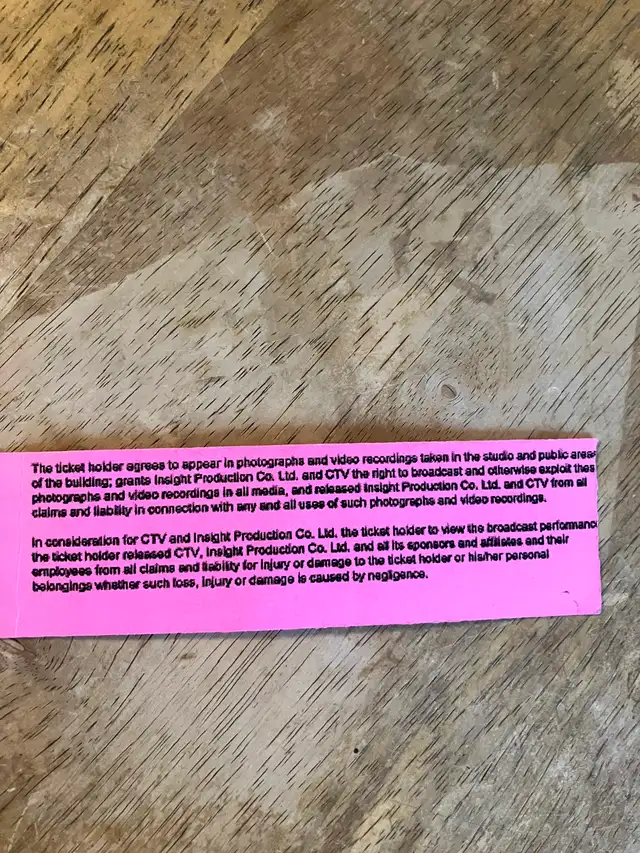 The ticket holder agrees to appear in photographs and video recordings taken in the studio and public areas
of the building; grants Insight Production Co. Ltd. and CTV the right to broadcast and otherwise exploit thes
photographs and video recordings in all media, and released Insight Production Co. Ltd. and CTV from all
claims and liability in connection with any and all uses of such photographs and video recordings.
In consideration for CTV and Insight Production Co. Ltd. the ticket holder to view the broadcast performanc
the ticket holder released CTV, Insight Production Co. Ltd. and all its sponsors and affiliates and their
employees from all claims and liability for injury or damage to the ticket holder or his/her personal
belongings whether such loss, injury or damage is caused by negligence.